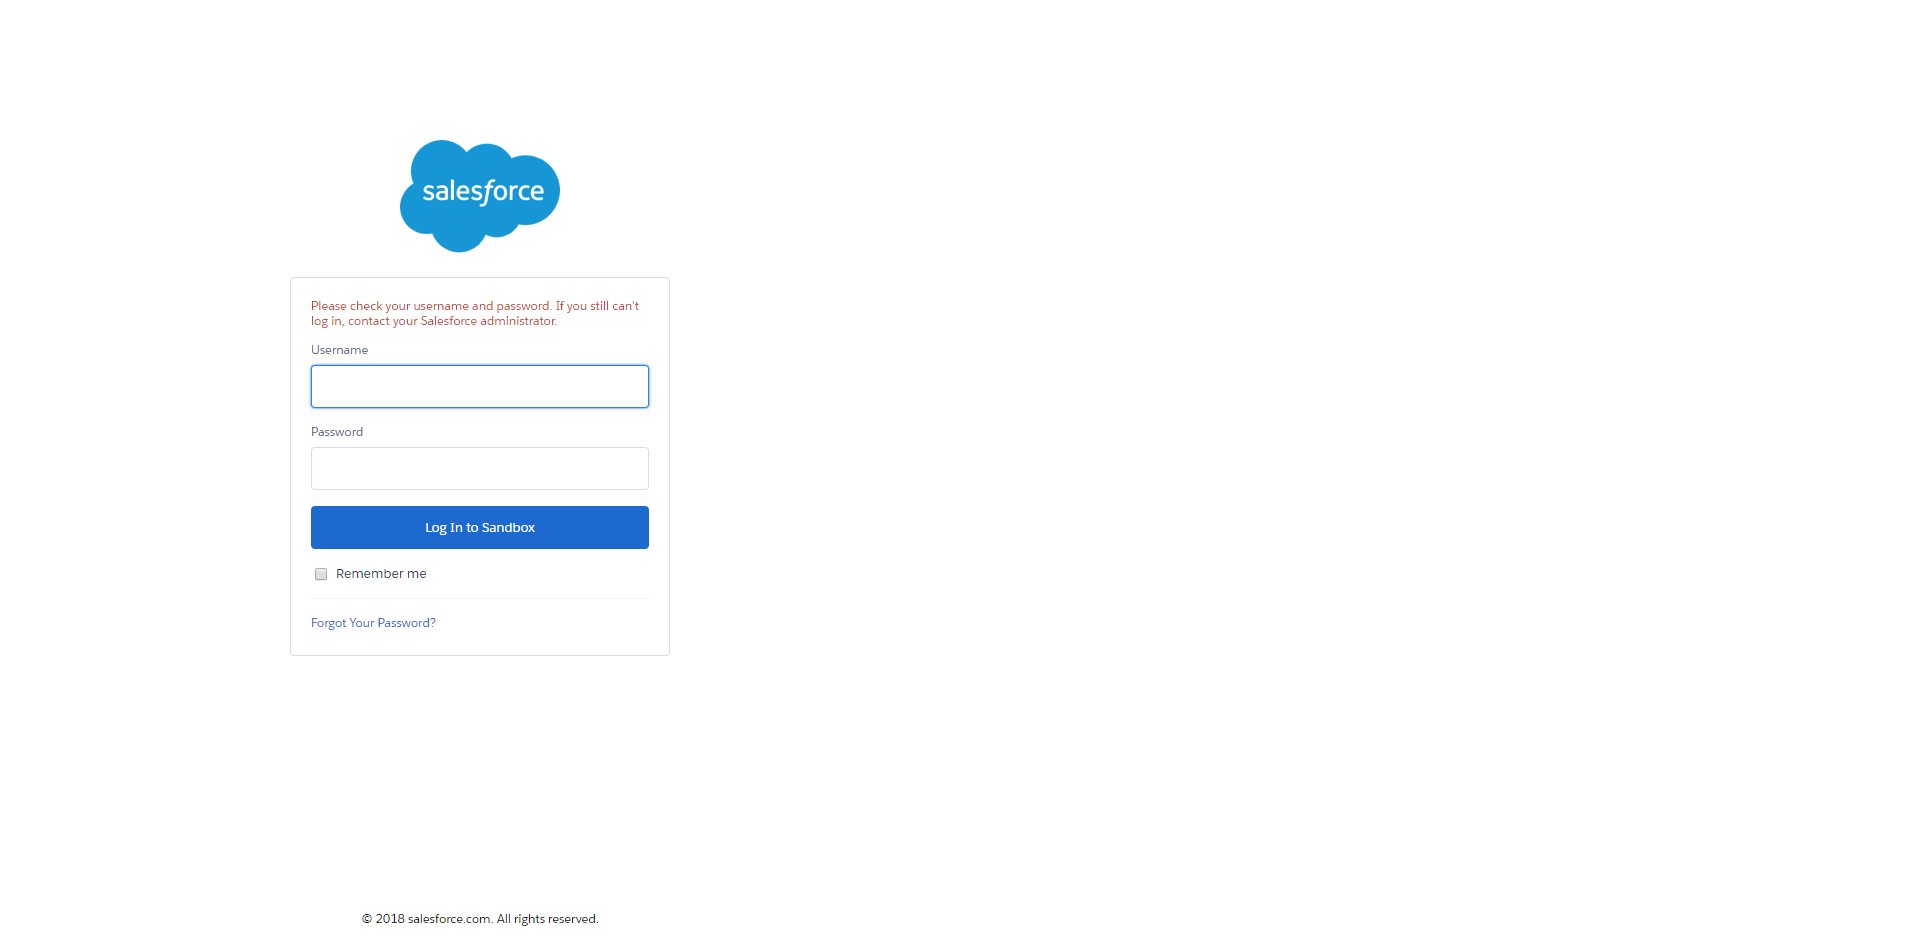 salesforce
Please check your username and password. If you still can't
log in, contact your Salesforce administrator.
Username
Password
Log In to Sandbox
Remember me
Forgot Your Password?
© 2018 salesforce.com. All rights reserved.